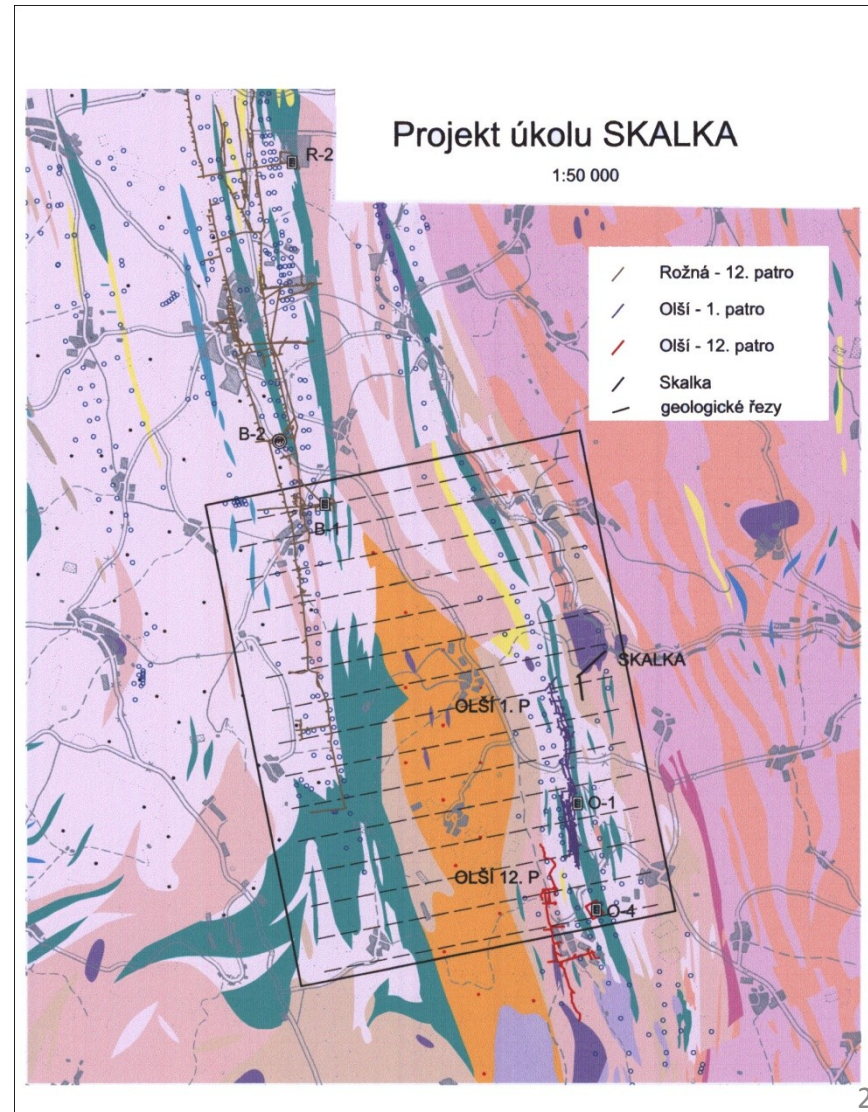 Projekt úkolu SKALKA
1:50 000
R-2
Rožná - 12. patro
Olší - 1. patro
Olší - 12. patro
Skalka
geologické řezy
B-2
B-1
SKALKA
OLŠÍ 1. P
O-1
OLŠÍ 12. P
O-4
2